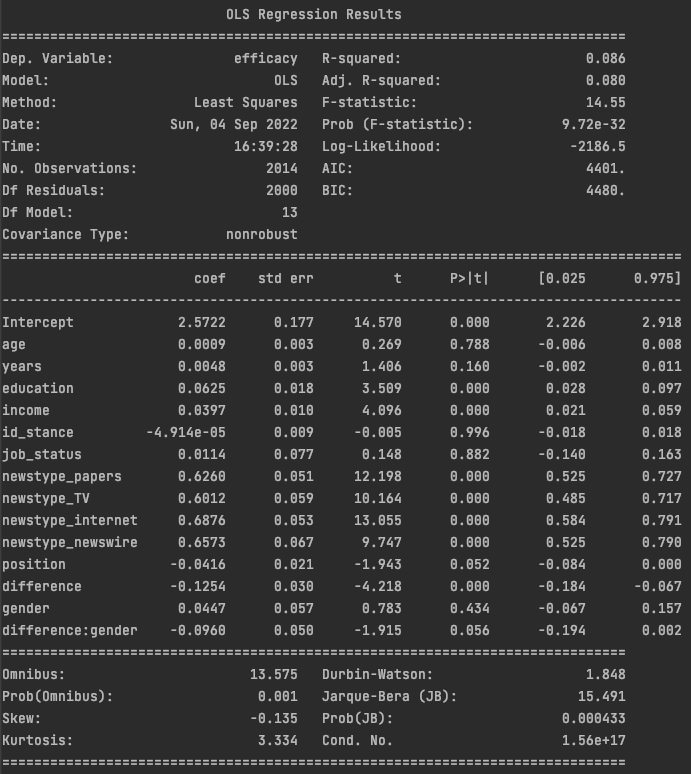 OLS Regression Results
==============================================================================
Dep. Variable:               efficacy   R-squared:                       0.086
Model:                            OLS   Adj. R-squared:                  0.080
Method:                 Least Squares   F-statistic:                     14.55
Date:                Sun, 04 Sep 2022   Prob (F-statistic):           9.72e-32
Time:                        16:39:28   Log-Likelihood:                -2186.5
No. Observations:                2014   AIC:                             4401.
Df Residuals:                    2000   BIC:                             4480.
Df Model:                          13
Covariance Type:            nonrobust
=====================================================================================
                        coef    std err          t      P>|t|      [0.025      0.975]
-------------------------------------------------------------------------------------
Intercept             2.5722      0.177     14.570      0.000       2.226       2.918
age                   0.0009      0.003      0.269      0.788      -0.006       0.008
years                 0.0048      0.003      1.406      0.160      -0.002       0.011
education             0.0625      0.018      3.509      0.000       0.028       0.097
income                0.0397      0.010      4.096      0.000       0.021       0.059
id_stance         -4.914e-05      0.009     -0.005      0.996      -0.018       0.018
job_status            0.0114      0.077      0.148      0.882      -0.140       0.163
newstype_papers       0.6260      0.051     12.198      0.000       0.525       0.727
newstype_TV           0.6012      0.059     10.164      0.000       0.485       0.717
newstype_internet     0.6876      0.053     13.055      0.000       0.584       0.791
newstype_newswire     0.6573      0.067      9.747      0.000       0.525       0.790
position             -0.0416      0.021     -1.943      0.052      -0.084       0.000
difference           -0.1254      0.030     -4.218      0.000      -0.184      -0.067
gender                0.0447      0.057      0.783      0.434      -0.067       0.157
difference:gender    -0.0960      0.050     -1.915      0.056      -0.194       0.002
==============================================================================
Omnibus:                       13.575   Durbin-Watson:                   1.848
Prob(Omnibus):                  0.001   Jarque-Bera (JB):               15.491
Skew:                          -0.135   Prob(JB):                     0.000433
Kurtosis:                       3.334   Cond. No.                     1.56e+17
==============================================================================